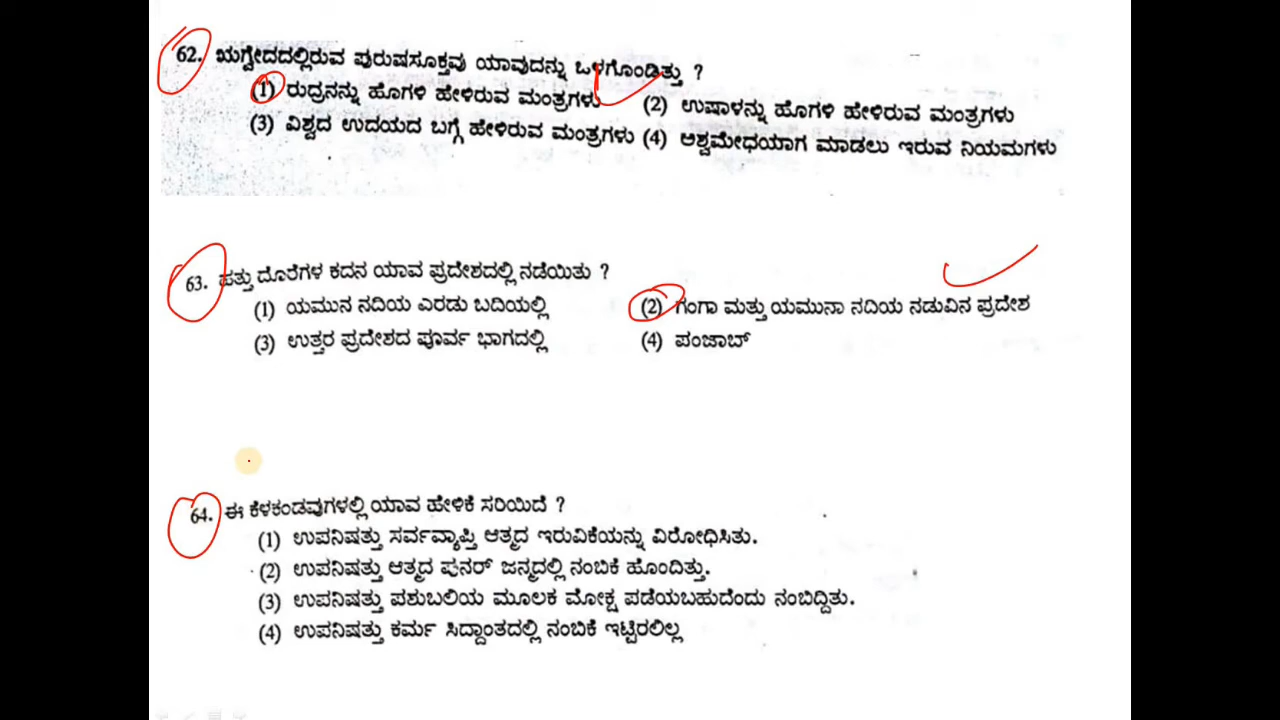 62. ಋಗ್ವೇದದಲ್ಲಿರುವ ಪುರುಷಸೂಕ್ತವು ಯಾವುದನ್ನು ಒಳಗೊಂಡಿತ್ತು ?
(1) ರುದ್ರನನ್ನು ಹೊಗಳಿ ಹೇಳಿರುವ ಮಂತ್ರಗಳು (2) ಉಷಾಳನ್ನು ಹೊಗಳಿ ಹೇಳಿರುವ ಮಂತ್ರಗಳು
(3) ವಿಶ್ವದ ಉದಯದ ಬಗ್ಗೆ ಹೇಳಿರುವ ಮಂತ್ರಗಳು (4) ಅಶ್ವಮೇಧಯಾಗ ಮಾಡಲು ಇರುವ ನಿಯಮಗಳು
63. ಹತ್ತು ದೊರೆಗಳ ಕದನ ಯಾವ ಪ್ರದೇಶದಲ್ಲಿ ನಡೆಯಿತು ?
(1) ಯಮುನ ನದಿಯ ಎರಡು ಬದಿಯಲ್ಲಿ (2) ಗಂಗಾ ಮತ್ತು ಯಮುನಾ ನದಿಯ ನಡುವಿನ ಪ್ರದೇಶ
(3) ಉತ್ತರ ಪ್ರದೇಶದ ಪೂರ್ವ ಭಾಗದಲ್ಲಿ (4) ಪಂಜಾಬ್
64. ಈ ಕೆಳಕಂಡವುಗಳಲ್ಲಿ ಯಾವ ಹೇಳಿಕೆ ಸರಿಯಿದೆ ?
(1) ಉಪನಿಷತ್ತು ಸರ್ವವ್ಯಾಪ್ತಿ ಆತ್ಮದ ಇರುವಿಕೆಯನ್ನು ವಿರೋಧಿಸಿತು.
(2) ಉಪನಿಷತ್ತು ಆತ್ಮದ ಪುನರ್ ಜನ್ಮದಲ್ಲಿ ನಂಬಿಕೆ ಹೊಂದಿತ್ತು.
(3) ಉಪನಿಷತ್ತು ಪಶುಬಲಿಯ ಮೂಲಕ ಮೋಕ್ಷ ಪಡೆಯಬಹುದೆಂದು ನಂಬಿದ್ದಿತು.
(4) ಉಪನಿಷತ್ತು ಕರ್ಮ ಸಿದ್ದಾಂತದಲ್ಲಿ ನಂಬಿಕೆ ಇಟ್ಟಿರಲಿಲ್ಲ